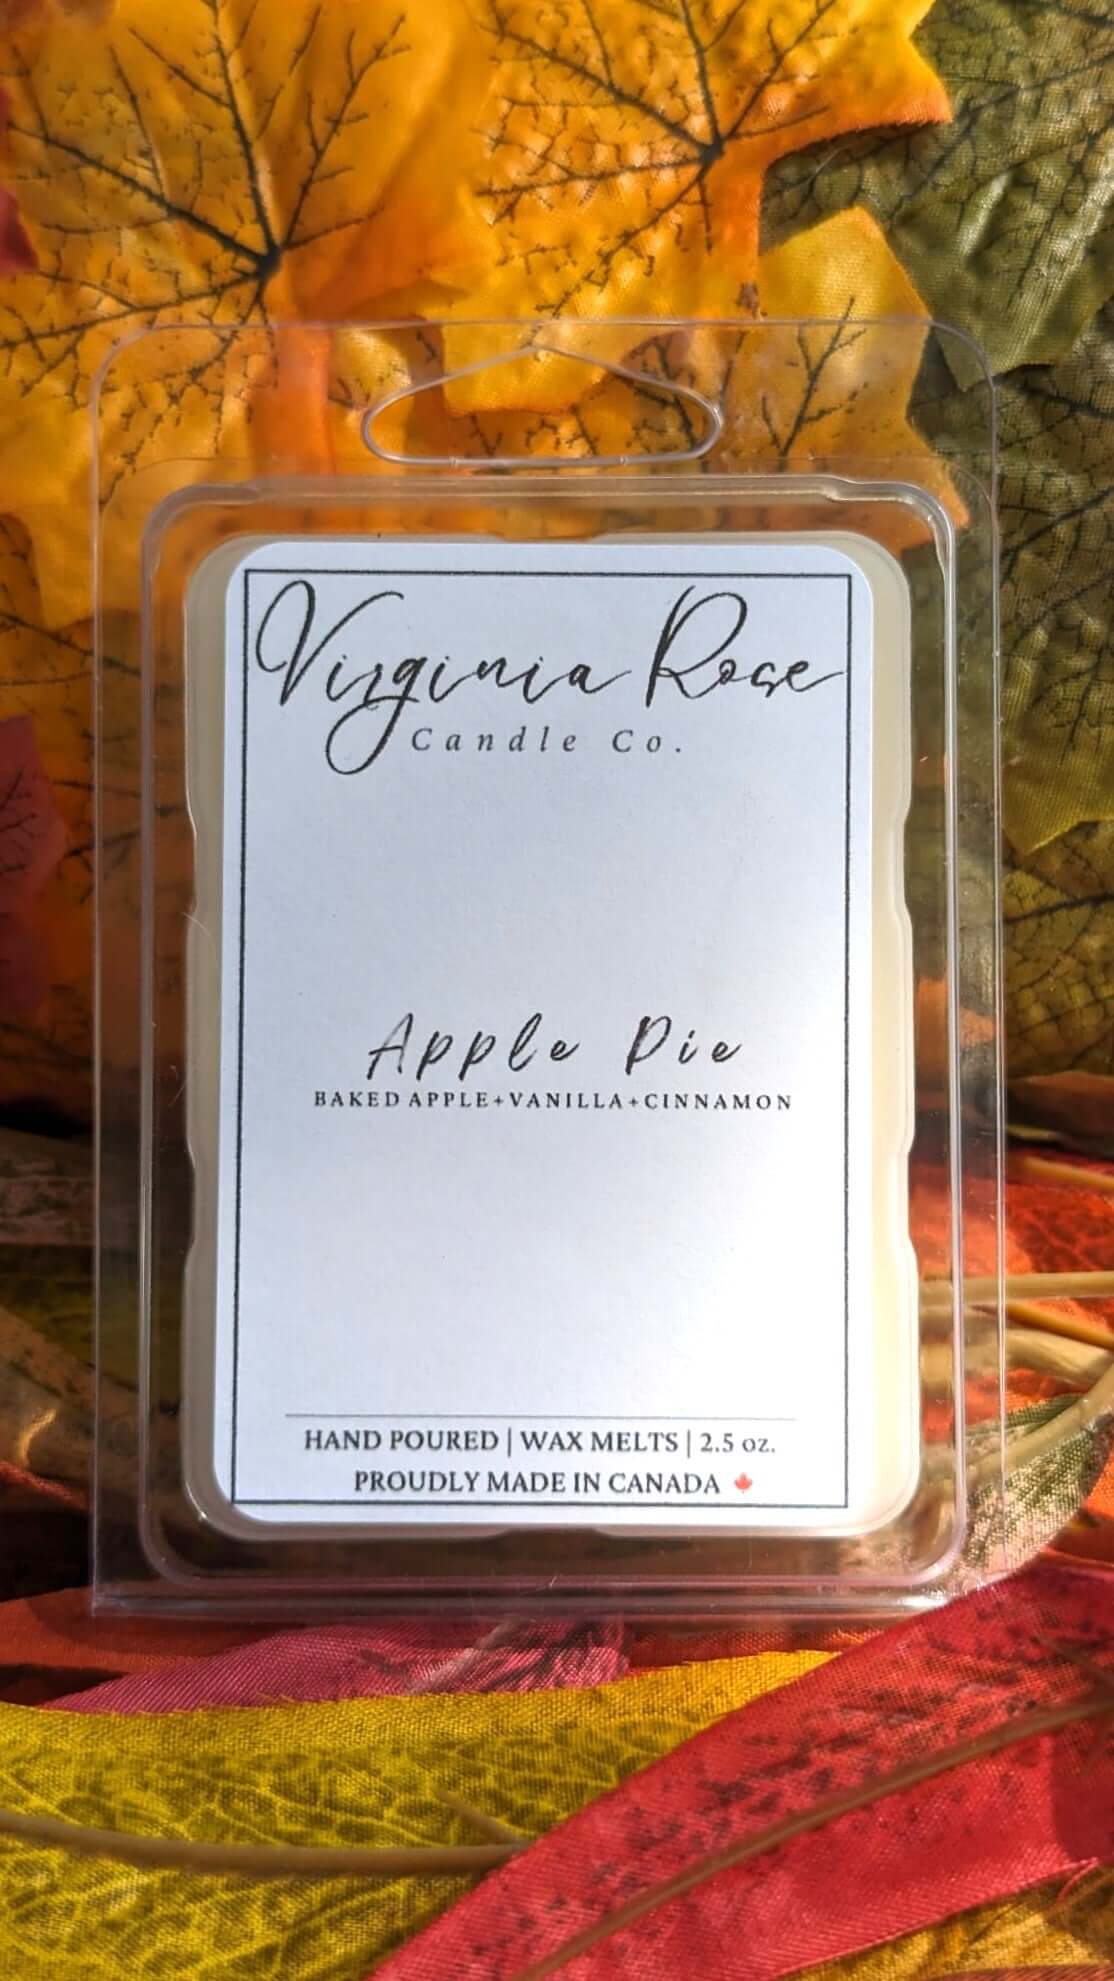 Virginia Rose
Candle Co.
Apple Pie
BAKED APPLE+VANILLA+CINNAMON
HAND POURED | WAX MELTS | 2.5 oz.
PROUDLY MADE IN CANADA 🍁